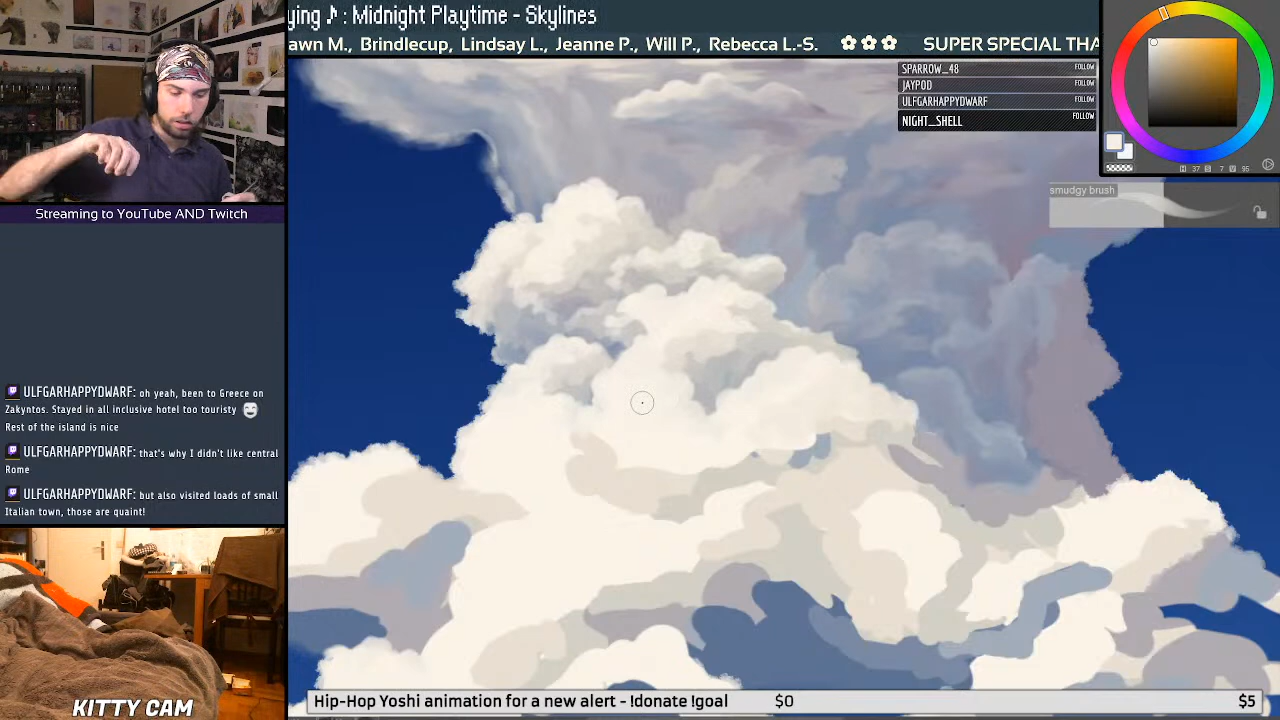 ying ♪ : Midnight Playtime - Skylines
awn M., Brindlecup, Lindsay L., Jeanne P., Will P., Rebecca L.-S. ✿ ✿ ✿ SUPER SPECIAL THA
SPARROW_48 FOLLOW
JAYPOD FOLLOW
ULFGARHAPPYDWARF FOLLOW
NIGHT_SHELL FOLLOW
H 37 S 7 V 95
smudgy brush
Streaming to YouTube AND Twitch
ULFGARHAPPYDWARF: oh yeah, been to Greece on
Zakyntos. Stayed in all inclusive hotel too touristy
Rest of the island is nice
ULFGARHAPPYDWARF: that's why I didn't like central
Rome
ULFGARHAPPYDWARF: but also visited loads of small
Italian town, those are quaint!
KITTY CAM
Hip-Hop Yoshi animation for a new alert - !donate !goal $0 $5